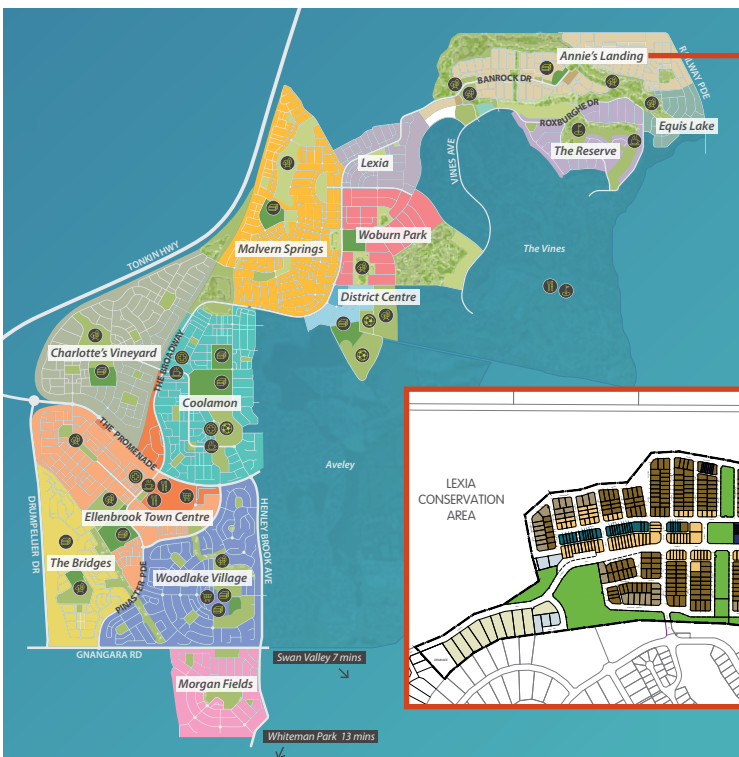 Annie's Landing
RAILWAY PDE
BANROCK DR
ROXBURGHE DR
Equis Lake
The Reserve
Lexia
VINES AVE
Woburn Park
Malvern Springs
The Vines
TONKIN HWY
District Centre
Charlotte's Vineyard
THE BROADWAY
Coolamon
THE PROMENADE
Aveley
LEXIA
CONSERVATION
AREA
DRUMPELLIER DR
Ellenbrook Town Centre
HENLEY BROOK AVE
The Bridges
Woodlake Village
PINASTER PDE
GNANGARA RD
Swan Valley 7 mins
Morgan Fields
Whiteman Park 13 mins